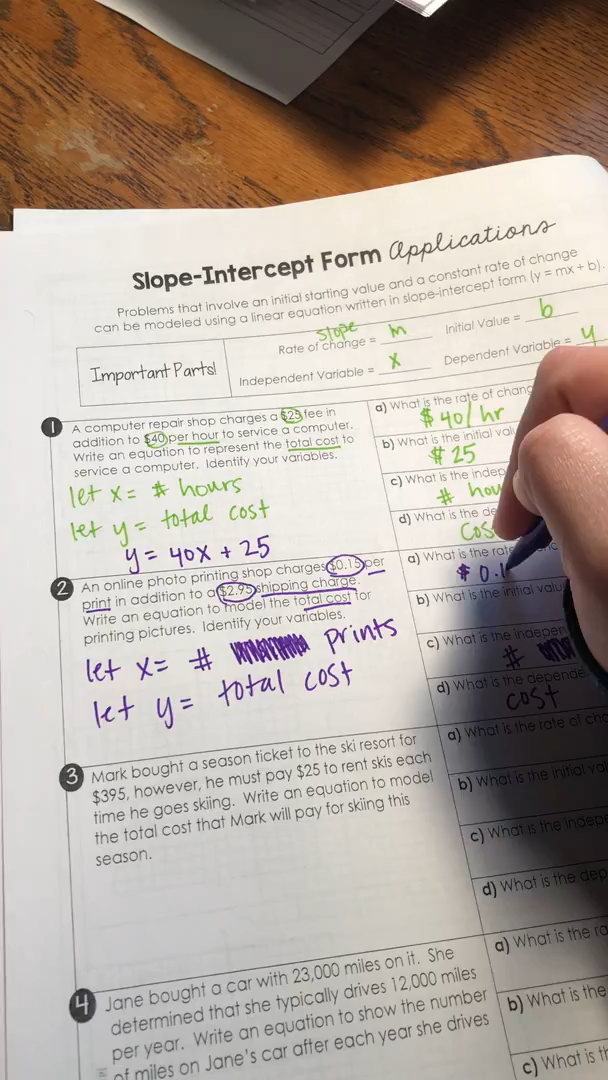 Slope-Intercept Form Applications
Problems that involve an initial starting value and a constant rate of change
can be modeled using a linear equation written in slope-intercept form (y = mx + b).
Important Parts!
slope
Rate of change = m
Initial Value = b
Independent Variable = x
Dependent Variable = y
1
A computer repair shop charges a $25 fee in
addition to $40 per hour to service a computer.
Write an equation to represent the total cost to
service a computer. Identify your variables.
let x = # hours
let y = total cost
y = 40x + 25
a) What is the rate of chang
$40/hr
b) What is the initial valu
$25
c) What is the indep
# hou
d) What is the de
cos
2
An online photo printing shop charges $0.15 per
print in addition to a $2.95 shipping charge.
Write an equation to model the total cost for
printing pictures. Identify your variables.
let x = # prints
let y = total cost
a) What is the rate
$ 0.1
b) What is the initial valu
c) What is the indepen
#
d) What is the depende
cost
3
Mark bought a season ticket to the ski resort for
$395, however, he must pay $25 to rent skis each
time he goes skiing. Write an equation to model
the total cost that Mark will pay for skiing this
season.
a) What is the rate of cha
b) What is the initial va
c) What is the indep
d) What is the dep
4
Jane bought a car with 23,000 miles on it. She
determined that she typically drives 12,000 miles
per year. Write an equation to show the number
of miles on Jane's car after each year she drives
a) What is the ra
b) What is the
c) What is th